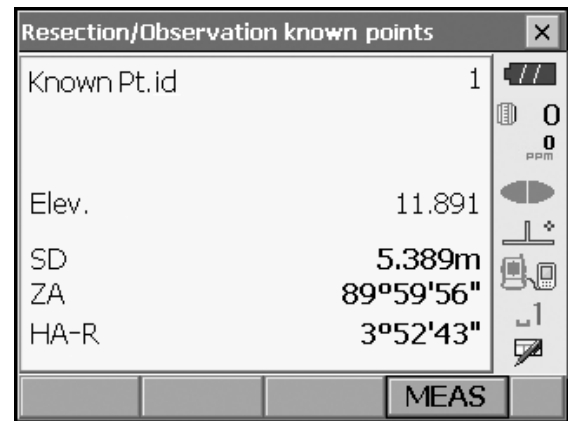 Resection/Observation known points
Known Pt.id 1
0
0
PPM
Elev. 11.891
SD 5.389m
ZA 89°59'56"
HA-R 3°52'43"
1
MEAS